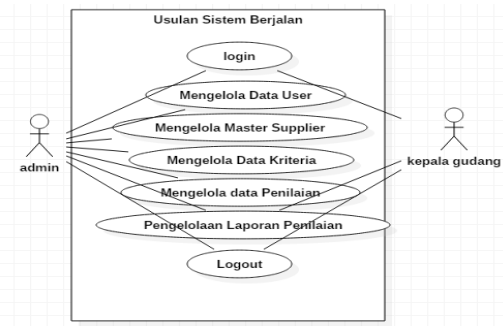 Usulan Sistem Berjalan
login
Mengelola Data User
Mengelola Master Supplier
Mengelola Data Kriteria
Mengelola data Penilaian
Pengelolaan Laporan Penilaian
Logout
admin
kepala gudang